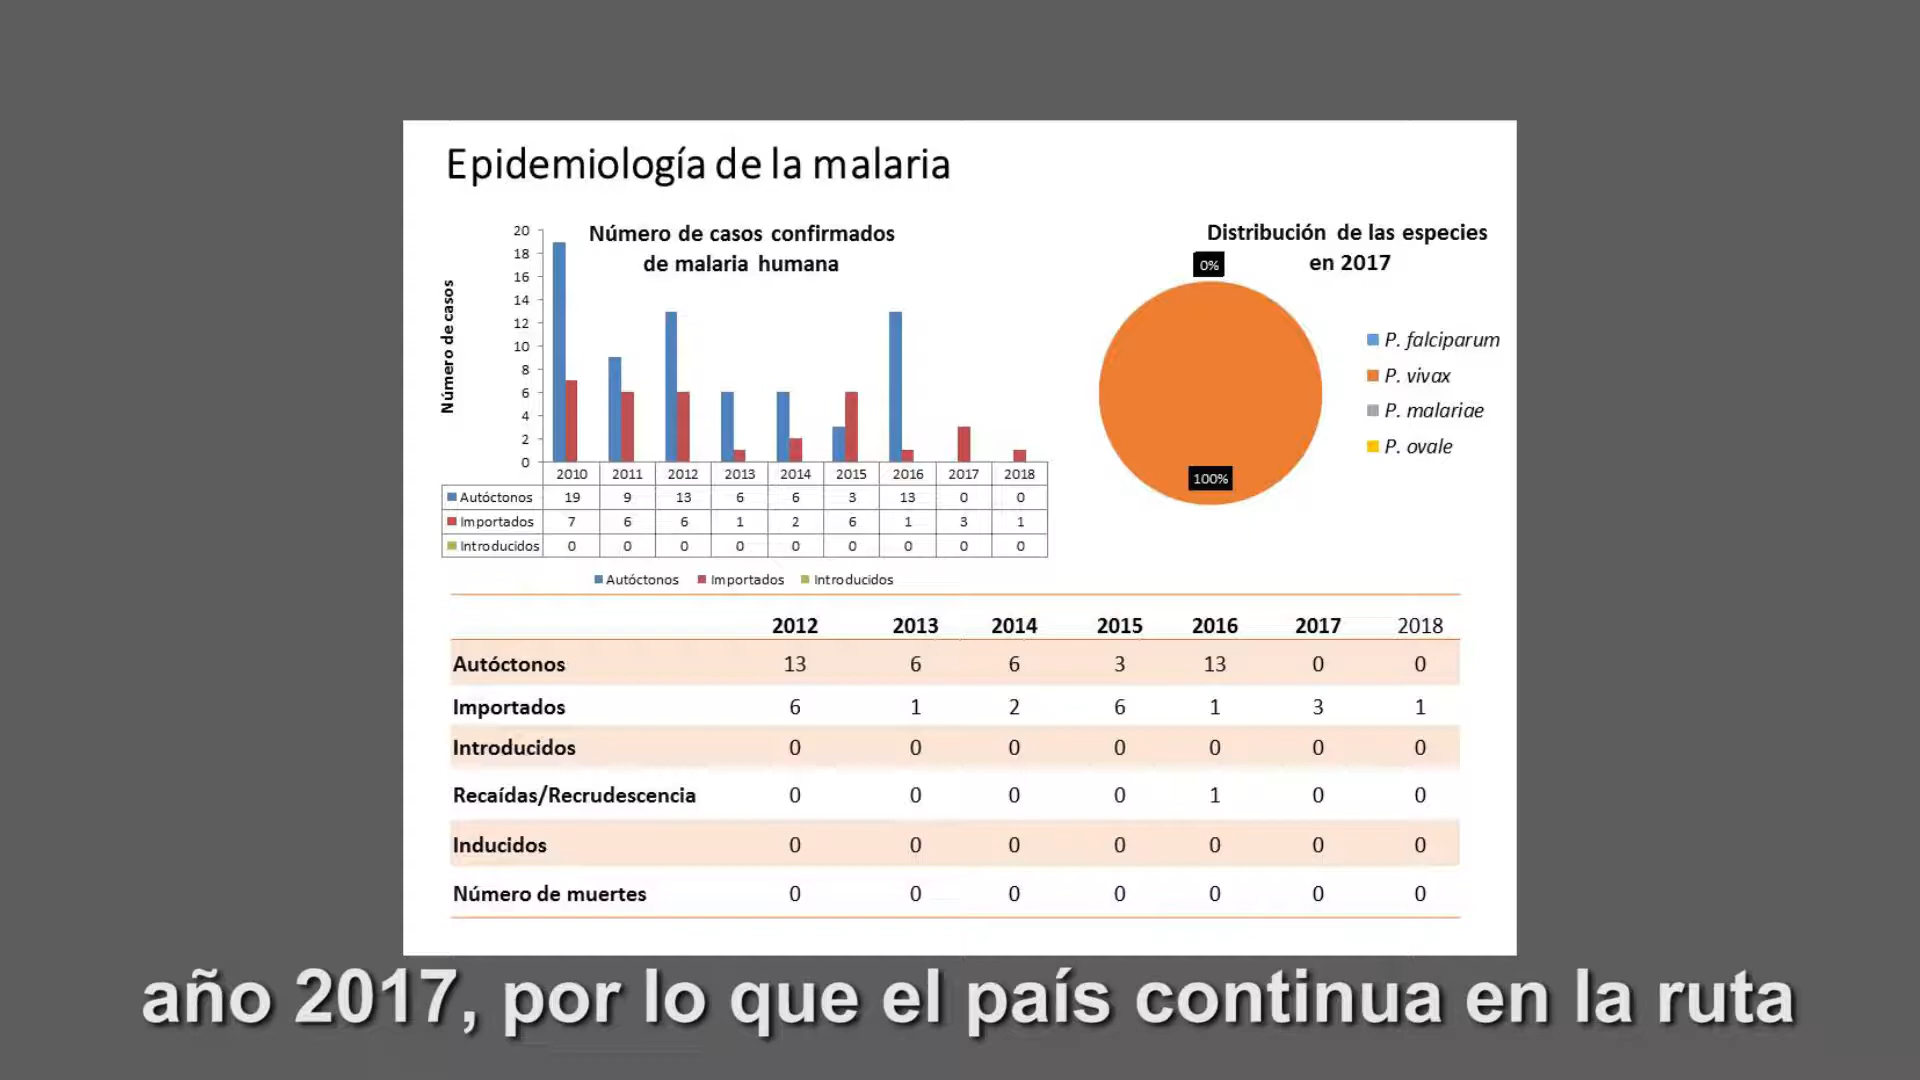 Epidemiología de la malaria
Número de casos confirmados
de malaria humana
Número de casos
20
18
16
14
12
10
8
6
4
2
0
2010 2011 2012 2013 2014 2015 2016 2017 2018
Autóctonos 19 9 13 6 6 3 13 0 0
Importados 7 6 6 1 2 6 1 3 1
Introducidos 0 0 0 0 0 0 0 0 0
Autóctonos Importados Introducidos
Distribución de las especies
en 2017
0%
100%
P. falciparum
P. vivax
P. malariae
P. ovale
2012 2013 2014 2015 2016 2017 2018
Autóctonos 13 6 6 3 13 0 0
Importados 6 1 2 6 1 3 1
Introducidos 0 0 0 0 0 0 0
Recaídas/Recrudescencia 0 0 0 0 1 0 0
Inducidos 0 0 0 0 0 0 0
Número de muertes 0 0 0 0 0 0 0
año 2017, por lo que el país continua en la ruta